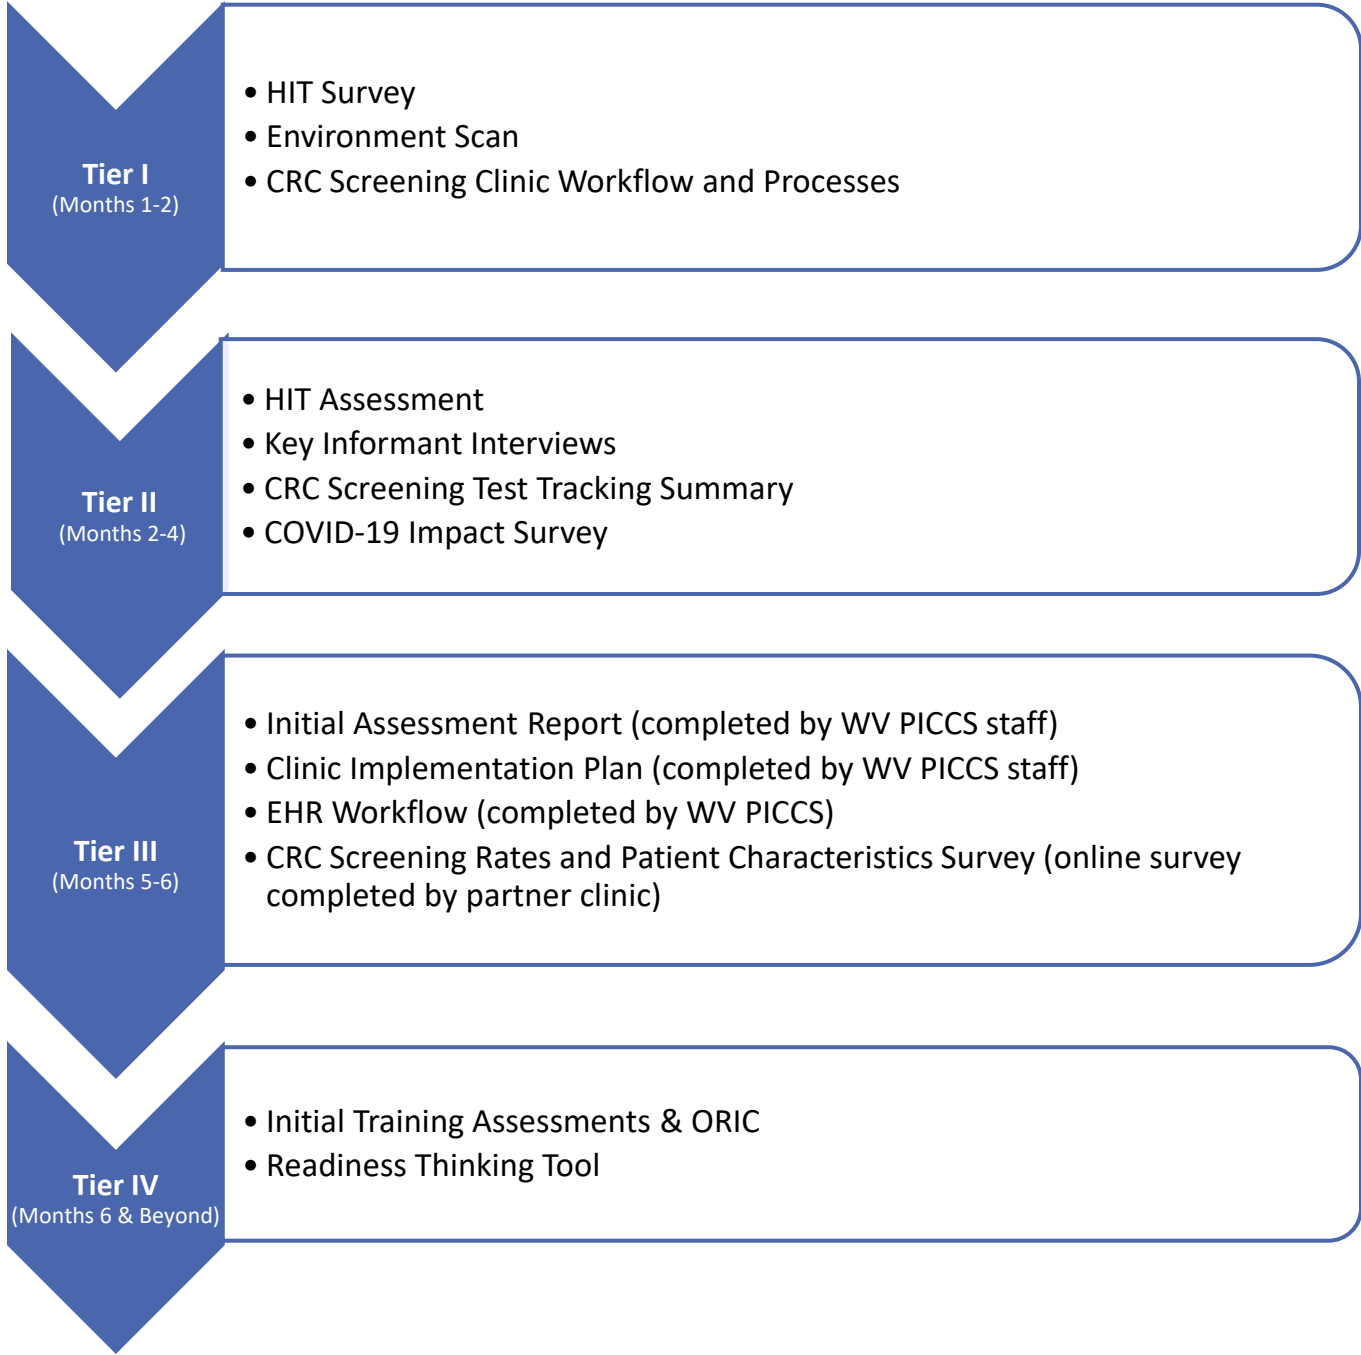 Tier I
(Months 1-2)
• HIT Survey
• Environment Scan
• CRC Screening Clinic Workflow and Processes
Tier II
(Months 2-4)
• HIT Assessment
• Key Informant Interviews
• CRC Screening Test Tracking Summary
• COVID-19 Impact Survey
Tier III
(Months 5-6)
• Initial Assessment Report (completed by WV PICCS staff)
• Clinic Implementation Plan (completed by WV PICCS staff)
• EHR Workflow (completed by WV PICCS)
• CRC Screening Rates and Patient Characteristics Survey (online survey
completed by partner clinic)
Tier IV
(Months 6 & Beyond)
• Initial Training Assessments & ORIC
• Readiness Thinking Tool